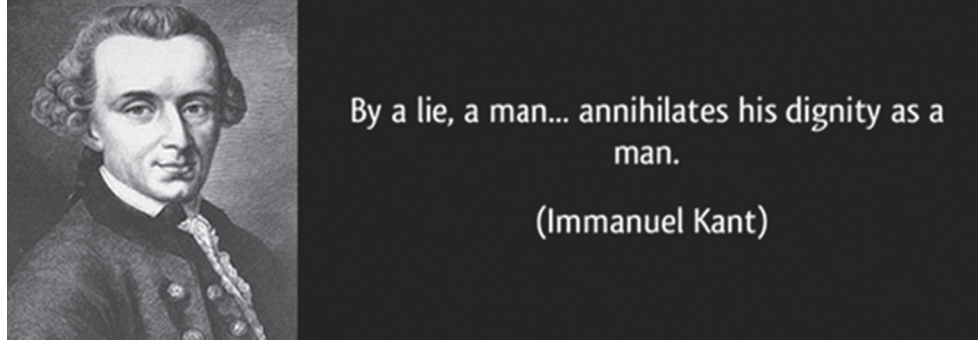 By a lie, a man... annihilates his dignity as a
man.
(Immanuel Kant)